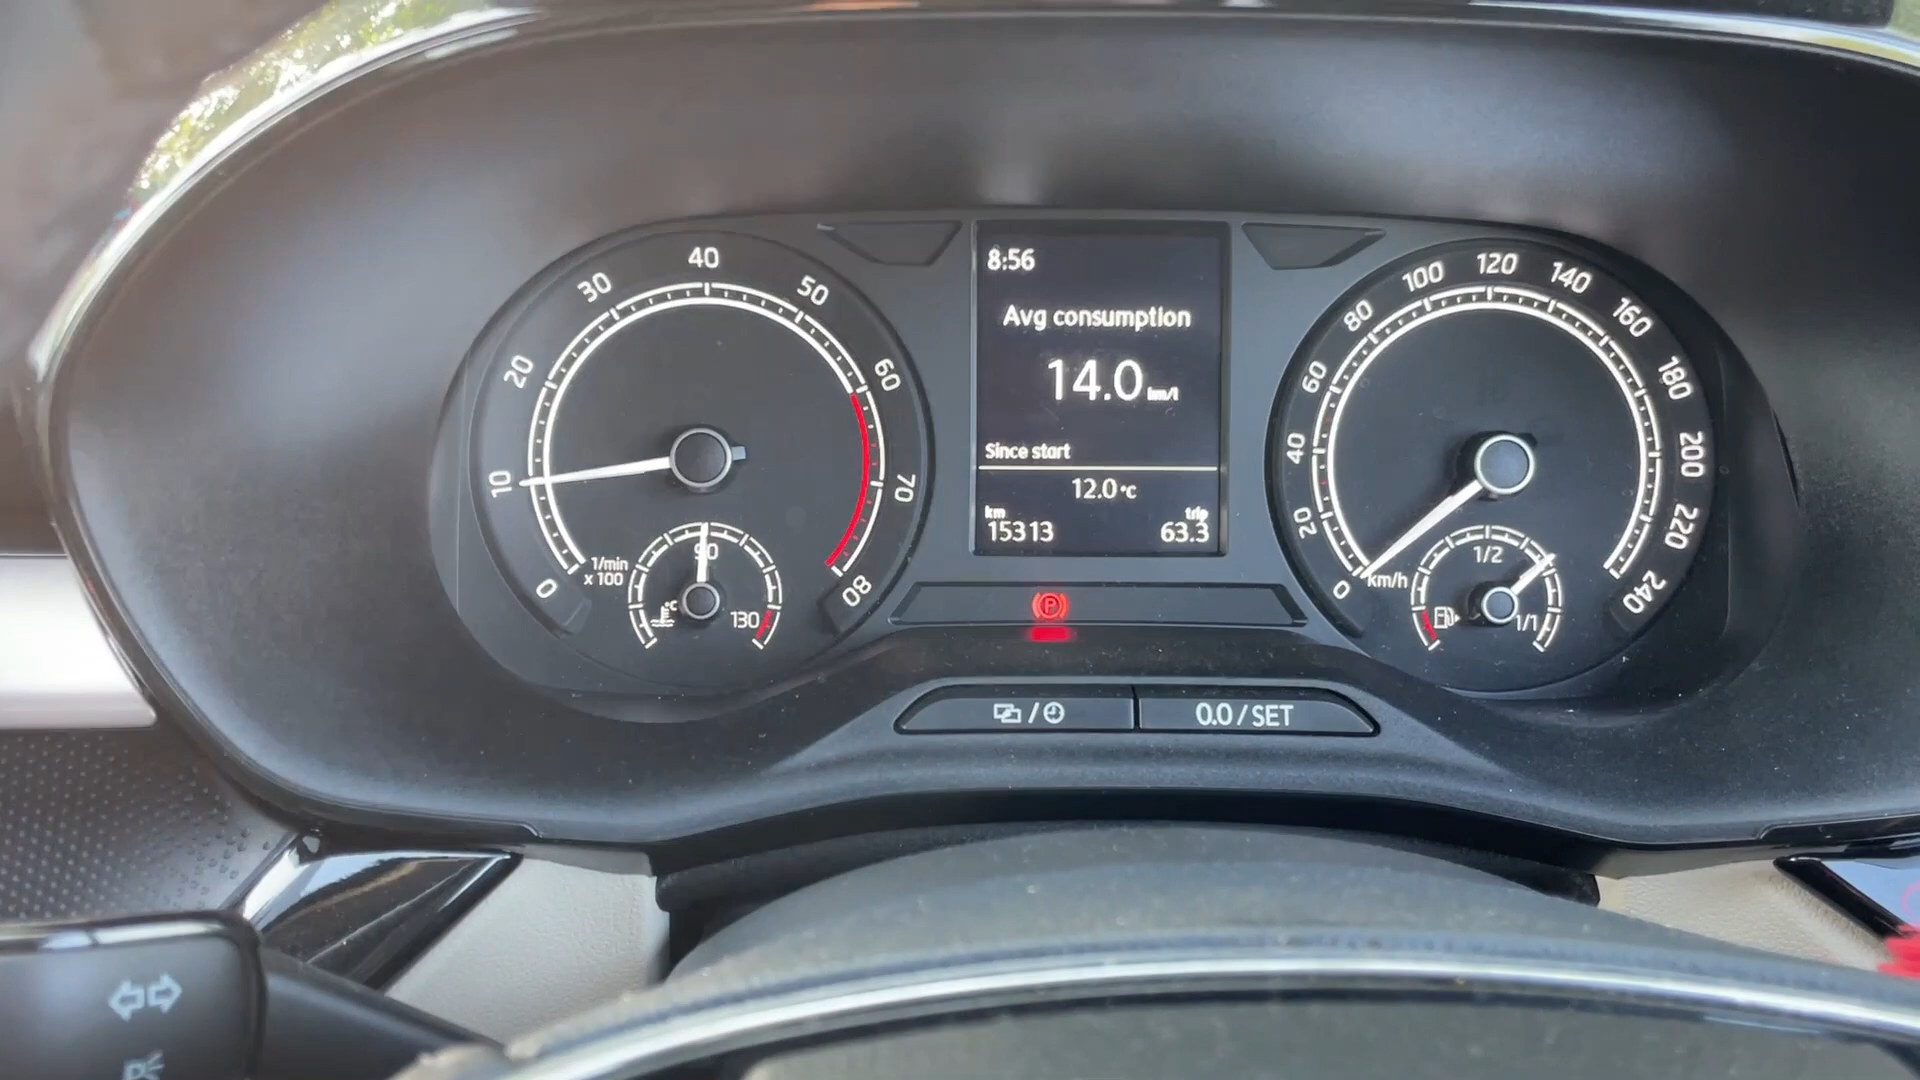 0
10
20
30
40
50
60
70
80
1/min
x 100
90
°C
130
8:56
Avg consumption
14.0 km/l
Since start
12.0°C
km trip
15313 63.3
P
0
20
40
60
80
100
120
140
160
180
200
220
240
km/h
1/2
1/1
/
0.0 / SET